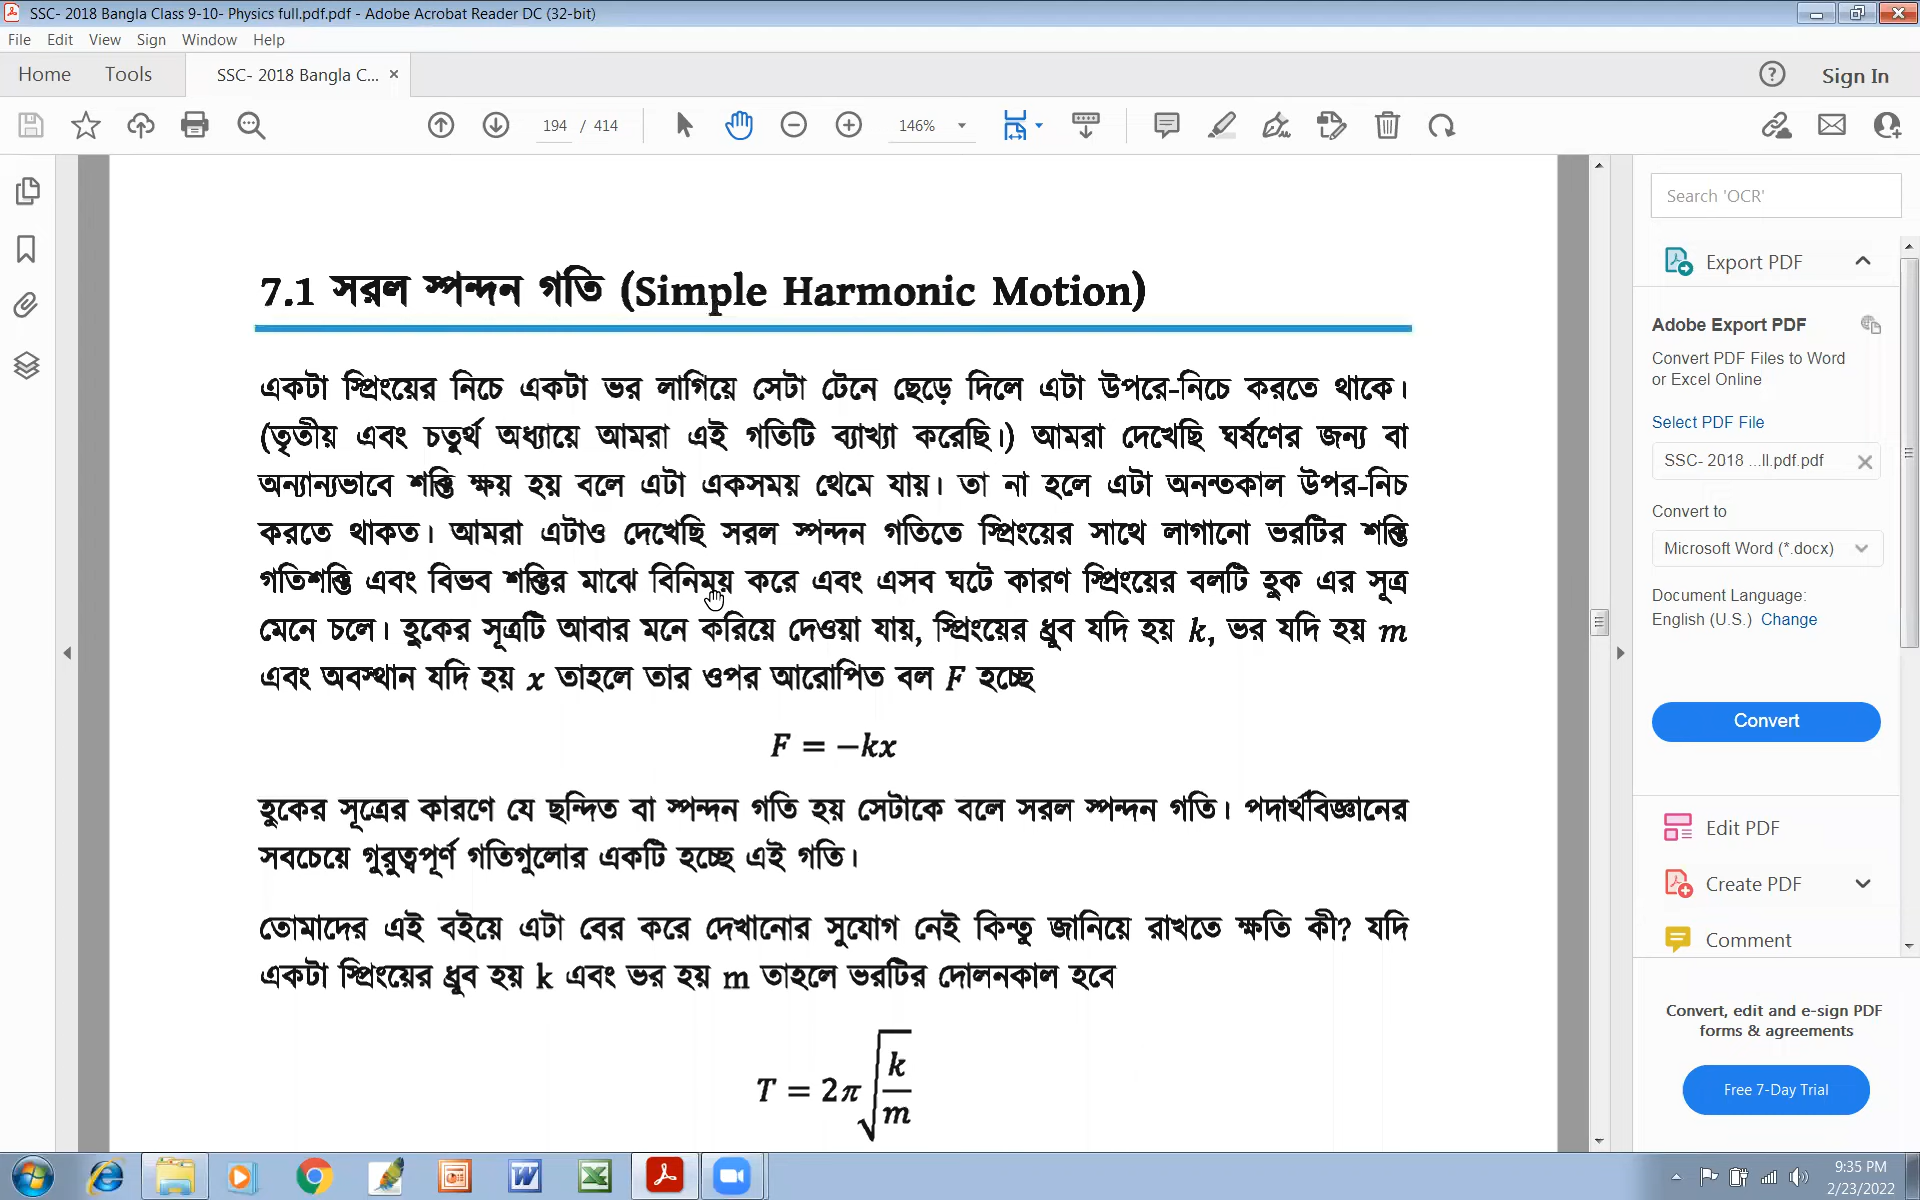 SSC- 2018 Bangla Class 9-10- Physics full.pdf.pdf - Adobe Acrobat Reader DC (32-bit)
File Edit View Sign Window Help
Home Tools SSC- 2018 Bangla C... × Sign In
194 / 414 146%
Search 'OCR'
Export PDF
Adobe Export PDF
Convert PDF Files to Word
or Excel Online
Select PDF File
SSC- 2018 ...ll.pdf.pdf
Convert to
Microsoft Word (*.docx)
Document Language:
English (U.S.) Change
Convert
Edit PDF
Create PDF
Comment
Convert, edit and e-sign PDF
forms & agreements
Free 7-Day Trial
7.1 সরল স্পন্দন গতি (Simple Harmonic Motion)
একটা স্প্রিংয়ের নিচে একটা ভর লাগিয়ে সেটা টেনে ছেড়ে দিলে এটা উপরে-নিচে করতে থাকে।
(তৃতীয় এবং চতুর্থ অধ্যায়ে আমরা এই গতিটি ব্যাখ্যা করেছি।) আমরা দেখেছি ঘর্ষণের জন্য বা
অন্যান্যভাবে শক্তি ক্ষয় হয় বলে এটা একসময় থেমে যায়। তা না হলে এটা অনন্তকাল উপর-নিচ
করতে থাকত। আমরা এটাও দেখেছি সরল স্পন্দন গতিতে স্প্রিংয়ের সাথে লাগানো ভরটির শক্তি
গতিশক্তি এবং বিভব শক্তির মাঝে বিনিময় করে এবং এসব ঘটে কারণ স্প্রিংয়ের বলটি হুক এর সূত্র
মেনে চলে। হুকের সূত্রটি আবার মনে করিয়ে দেওয়া যায়, স্প্রিংয়ের ধ্রুব যদি হয় k, ভর যদি হয় m
এবং অবস্থান যদি হয় x তাহলে তার ওপর আরোপিত বল F হচ্ছে
F = −kx
হুকের সূত্রের কারণে যে ছন্দিত বা স্পন্দন গতি হয় সেটাকে বলে সরল স্পন্দন গতি। পদার্থবিজ্ঞানের
সবচেয়ে গুরুত্বপূর্ণ গতিগুলোর একটি হচ্ছে এই গতি।
তোমাদের এই বইয়ে এটা বের করে দেখানোর সুযোগ নেই কিন্তু জানিয়ে রাখতে ক্ষতি কী? যদি
একটা স্প্রিংয়ের ধ্রুব হয় k এবং ভর হয় m তাহলে ভরটির দোলনকাল হবে
T = 2π√(k/m)
9:35 PM
2/23/2022